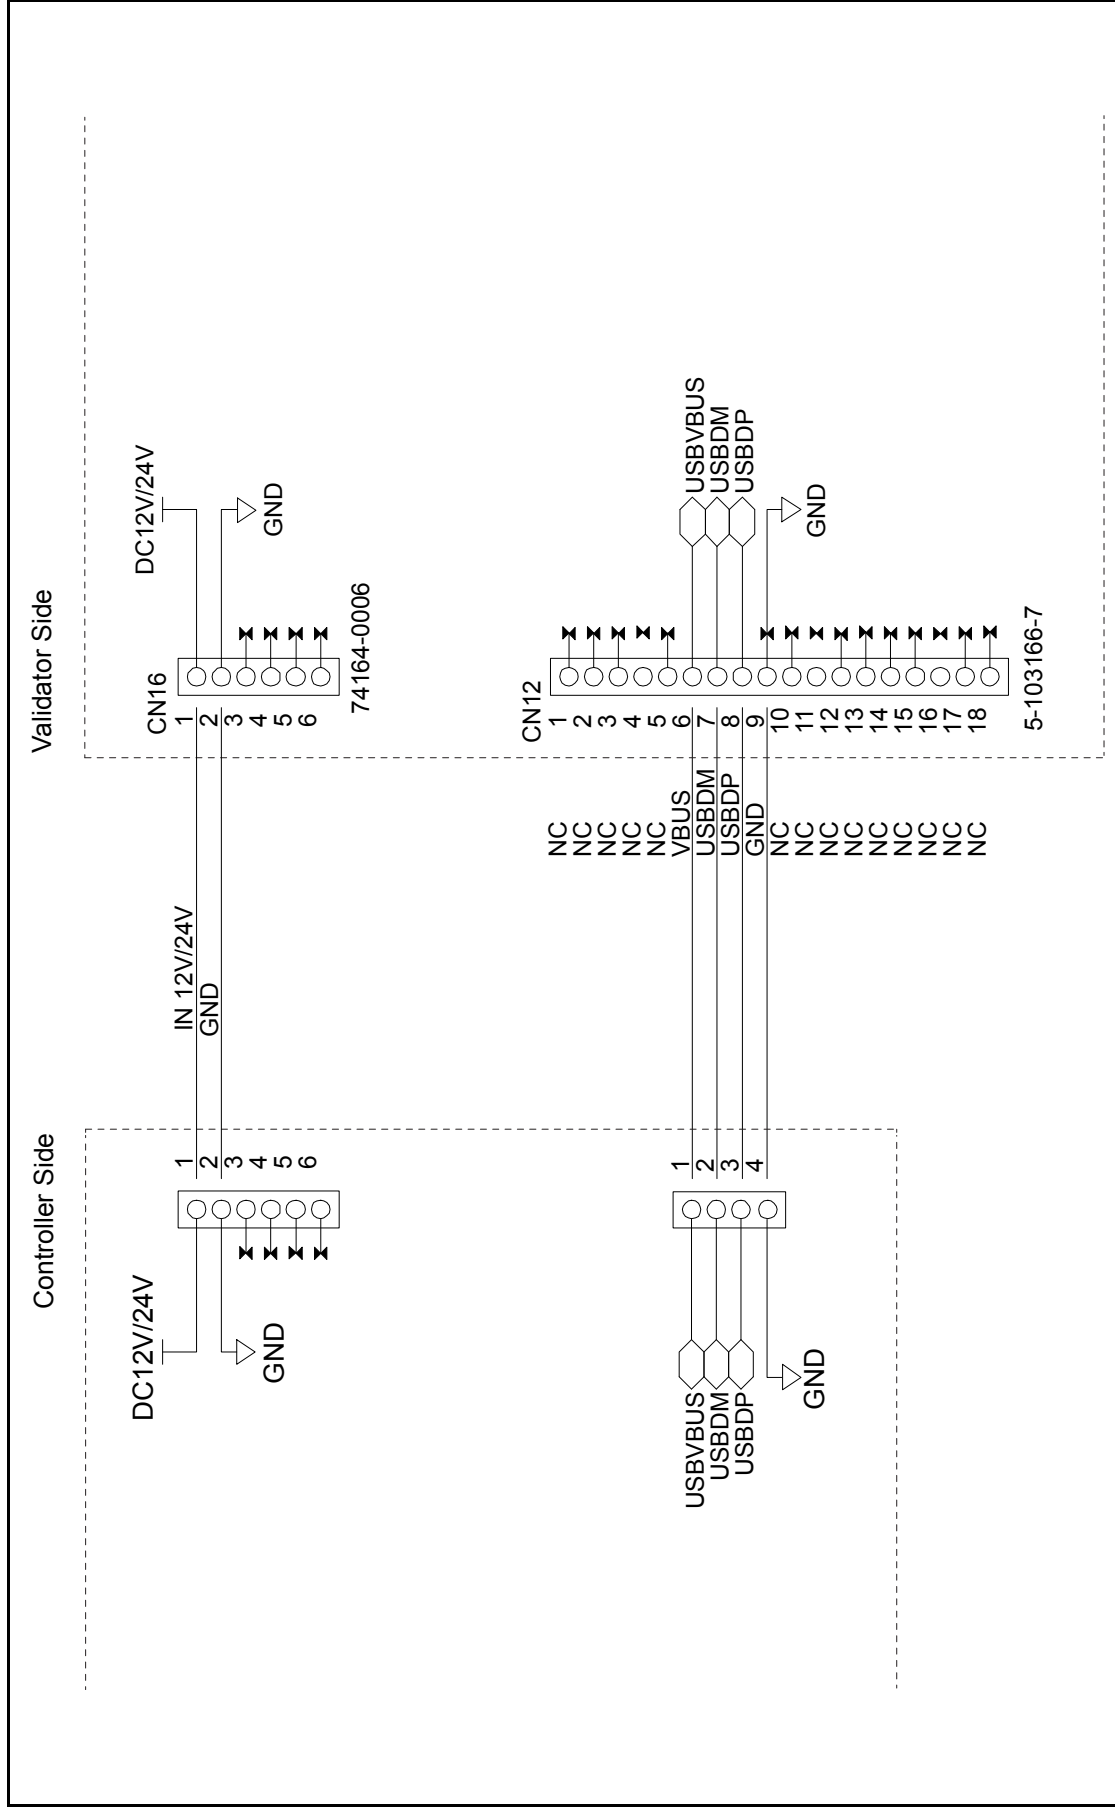 Controller Side
Validator Side
DC12V/24V
GND
1
2
3
4
5
6
IN 12V/24V
GND
CN16
1
2
3
4
5
6
74164-0006
DC12V/24V
GND
USBVBUS
USBDM
USBDP
GND
1
2
3
4
NC
NC
NC
NC
NC
VBUS
USBDM
USBDP
GND
NC
NC
NC
NC
NC
NC
NC
NC
NC
CN12
1
2
3
4
5
6
7
8
9
10
11
12
13
14
15
16
17
18
5-103166-7
USBVBUS
USBDM
USBDP
GND